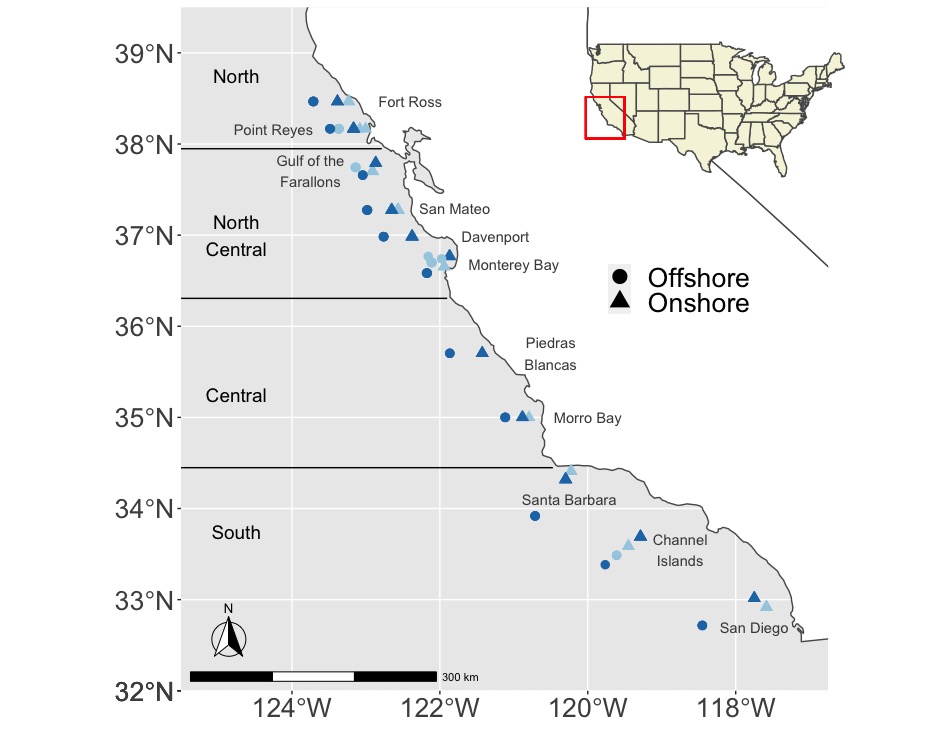 39°N
North
Fort Ross
Point Reyes
38°N
Gulf of the
Farallons
San Mateo
North
Central
37°N
Davenport
Monterey Bay
Offshore
Onshore
36°N
Piedras
Blancas
Central
35°N
Morro Bay
Santa Barbara
34°N
South
Channel
Islands
33°N
N
San Diego
300 km
32°N
124°W
122°W
120°W
118°W